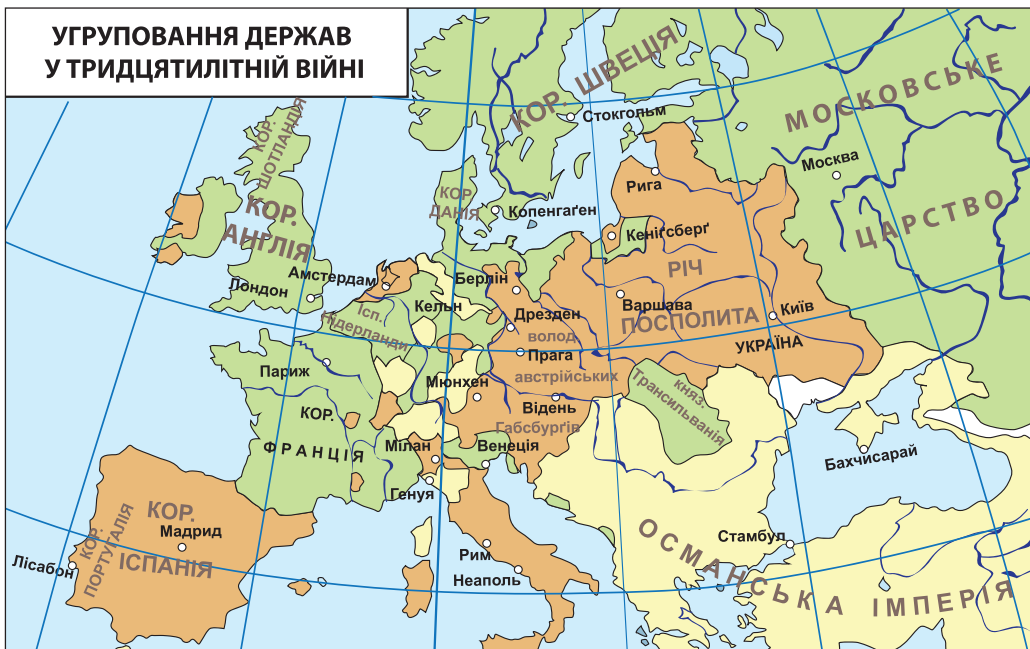 УГРУПОВАННЯ ДЕРЖАВ
У ТРИДЦЯТИЛІТНІЙ ВІЙНІ
КОР. ШВЕЦІЯ
Стокгольм
МОСКОВСЬКЕ
ЦАРСТВО
Москва
КОР.
ШОТЛАНДІЯ
КОР.
АНГЛІЯ
Лондон
КОР.
ДАНІЯ
Копенгаґен
Рига
Кеніґсберґ
РІЧ
ПОСПОЛИТА
Варшава
Київ
УКРАЇНА
Амстердам
Берлін
Ісп.
Нідерланди
Кельн
Дрезден
волод.
Прага
австрійських
Габсбургів
Відень
Мюнхен
княз.
Трансильванія
Париж
КОР.
ФРАНЦІЯ
Мілан
Венеція
Генуя
Бахчисарай
КОР.
ІСПАНІЯ
Мадрид
КОР.
ПОРТУГАЛІЯ
Лісабон
Рим
Неаполь
Стамбул
ОСМАНСЬКА ІМПЕРІЯ